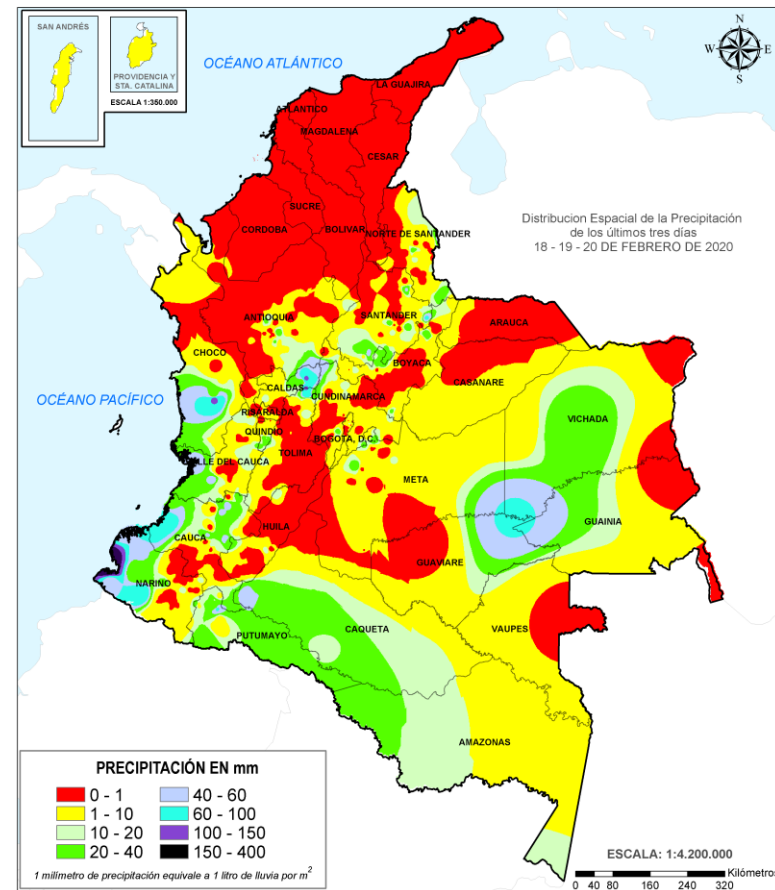 SAN ANDRÉS
PROVIDENCIA Y
STA. CATALINA
ESCALA 1:350.000
OCÉANO ATLÁNTICO
N
W
E
S
LA GUAJIRA
ATLANTICO
MAGDALENA
CESAR
SUCRE
CORDOBA
BOLIVAR
NORTE DE SANTANDER
Distribucion Espacial de la Precipitación
de los últimos tres días
18 - 19 - 20 DE FEBRERO DE 2020
ANTIOQUIA
SANTANDER
ARAUCA
CHOCO
BOYACA
CASANARE
OCÉANO PACÍFICO
CALDAS
CUNDINAMARCA
RISARALDA
VICHADA
QUINDIO
BOGOTA, D.C.
TOLIMA
VALLE DEL CAUCA
META
GUAINIA
HUILA
CAUCA
GUAVIARE
NARIÑO
PUTUMAYO
CAQUETA
VAUPES
AMAZONAS
PRECIPITACIÓN EN mm
0 - 1
40 - 60
1 - 10
60 - 100
10 - 20
100 - 150
20 - 40
150 - 400
1 milímetro de precipitación equivale a 1 litro de lluvia por m²
ESCALA: 1:4.200.000
Kilómetros
0 40 80 160 240 320